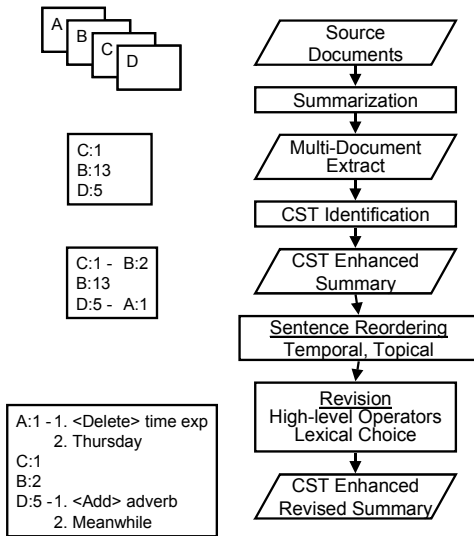 A
B
C
D
C:1
B:13
D:5
C:1 - B:2
B:13
D:5 - A:1
A:1 - 1. <Delete> time exp
2. Thursday
C:1
B:2
D:5 - 1. <Add> adverb
2. Meanwhile
Source
Documents
Summarization
Multi-Document
Extract
CST Identification
CST Enhanced
Summary
Sentence Reordering
Temporal, Topical
Revision
High-level Operators
Lexical Choice
CST Enhanced
Revised Summary